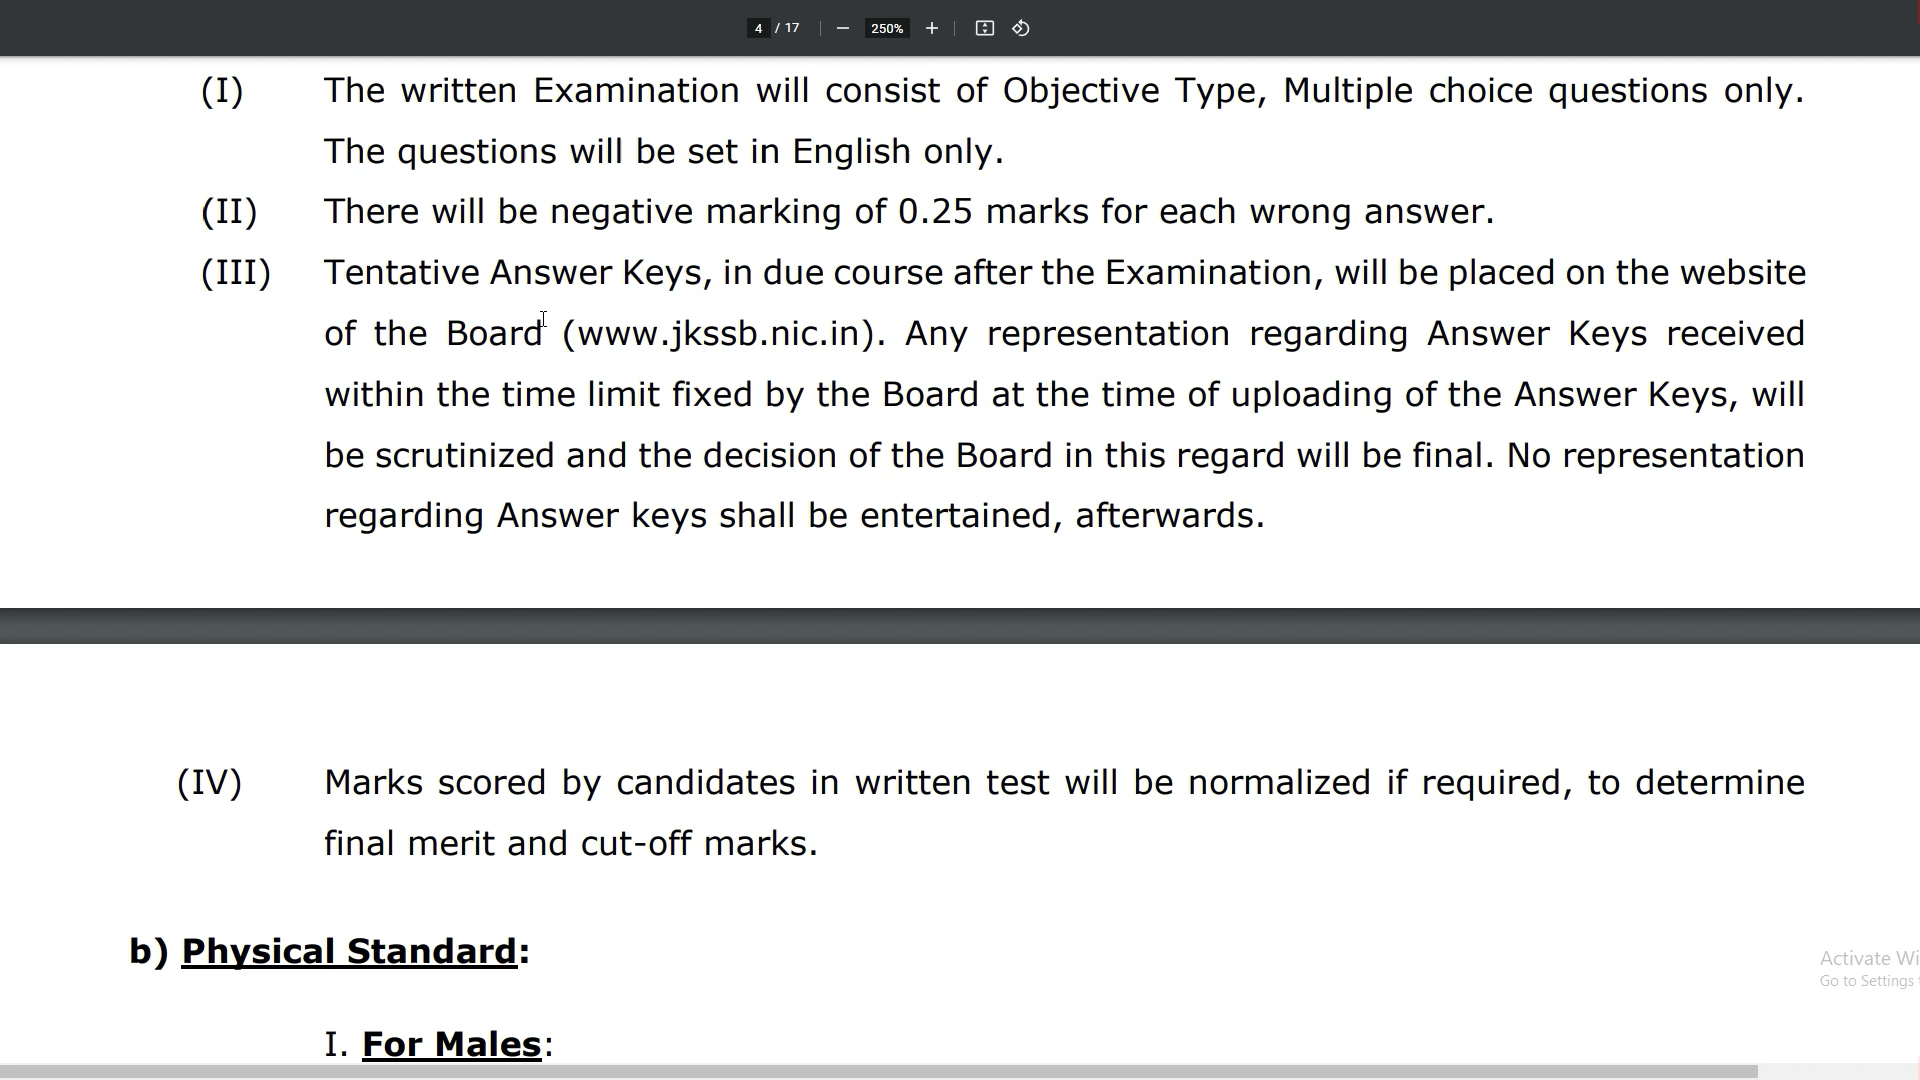 4 / 17 250%
(I) The written Examination will consist of Objective Type, Multiple choice questions only.
The questions will be set in English only.
(II) There will be negative marking of 0.25 marks for each wrong answer.
(III) Tentative Answer Keys, in due course after the Examination, will be placed on the website
of the Board (www.jkssb.nic.in). Any representation regarding Answer Keys received
within the time limit fixed by the Board at the time of uploading of the Answer Keys, will
be scrutinized and the decision of the Board in this regard will be final. No representation
regarding Answer keys shall be entertained, afterwards.
(IV) Marks scored by candidates in written test will be normalized if required, to determine
final merit and cut-off marks.
b) Physical Standard:
Activate Wi
Go to Settings t
I. For Males: